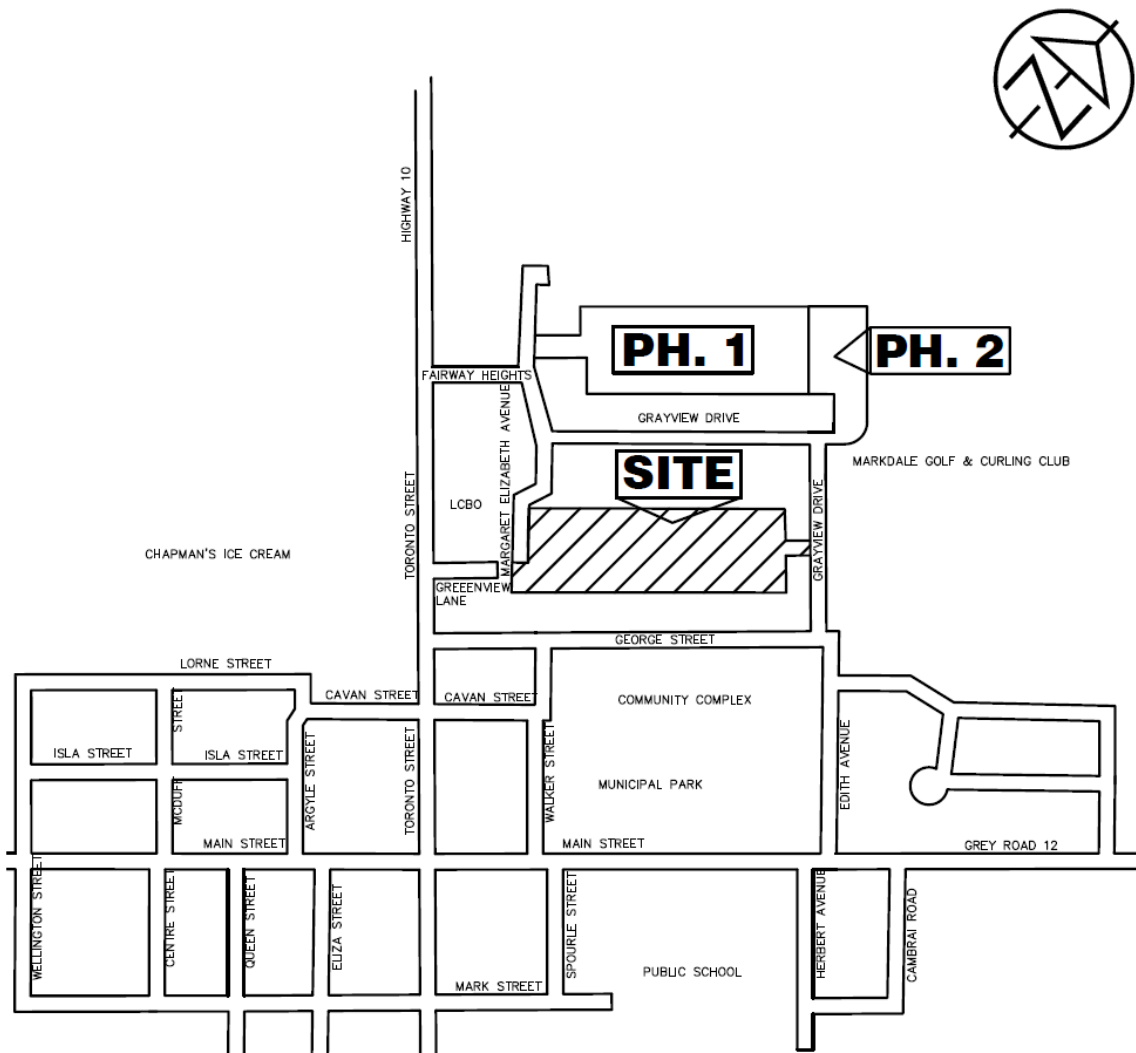 N
HIGHWAY 10
PH. 1
PH. 2
FAIRWAY HEIGHTS
MARGARET ELIZABETH AVENUE
GRAYVIEW DRIVE
MARKDALE GOLF & CURLING CLUB
SITE
LCBO
TORONTO STREET
GRAYVIEW DRIVE
CHAPMAN'S ICE CREAM
GREEENVIEW
LANE
GEORGE STREET
LORNE STREET
CAVAN STREET
CAVAN STREET
COMMUNITY COMPLEX
STREET
ISLA STREET
ISLA STREET
ARGYLE STREET
TORONTO STREET
WALKER STREET
MUNICIPAL PARK
EDITH AVENUE
MCDUFF
MAIN STREET
MAIN STREET
GREY ROAD 12
WELLINGTON STREET
CENTRE STREET
QUEEN STREET
ELIZA STREET
SPOURLE STREET
HERBERT AVENUE
CAMBRAI ROAD
PUBLIC SCHOOL
MARK STREET